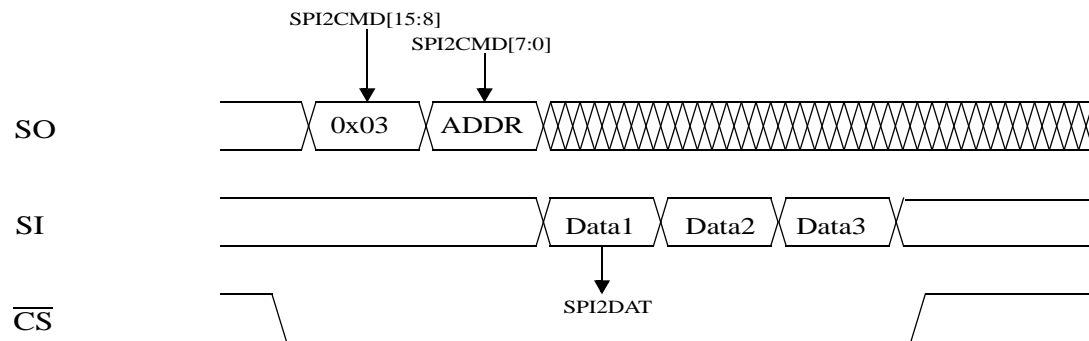 SPI2CMD[15:8]
SPI2CMD[7:0]
SO
0x03
ADDR
SI
Data1
Data2
Data3
SPI2DAT
CS